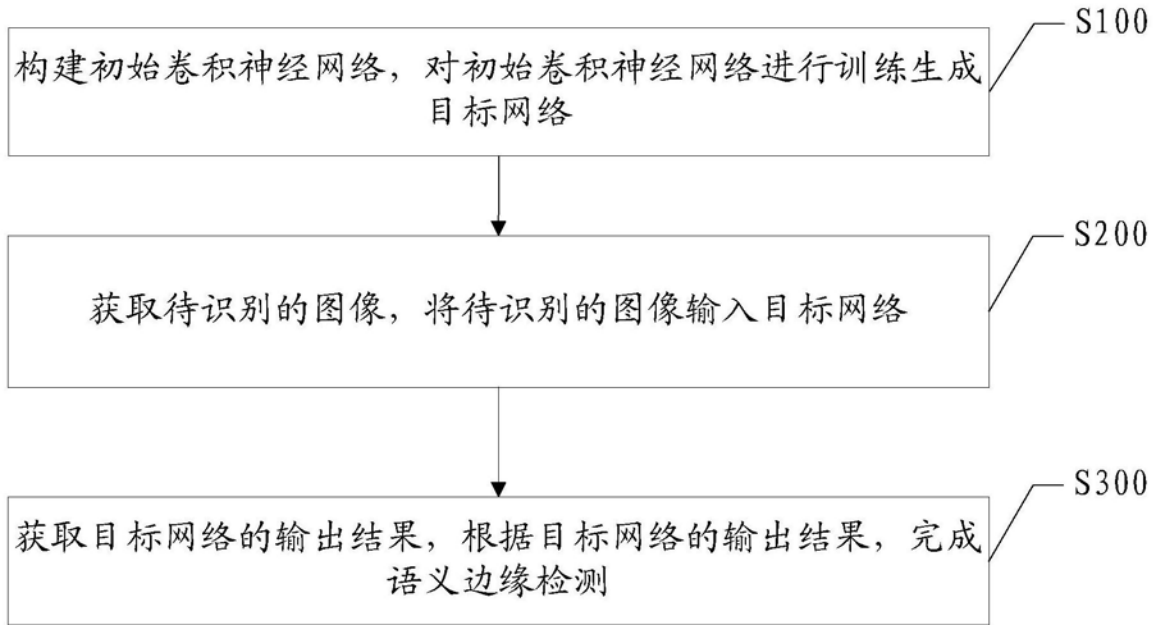 S100
构建初始卷积神经网络，对初始卷积神经网络进行训练生成
目标网络
S200
获取待识别的图像，将待识别的图像输入目标网络
S300
获取目标网络的输出结果，根据目标网络的输出结果，完成
语义边缘检测